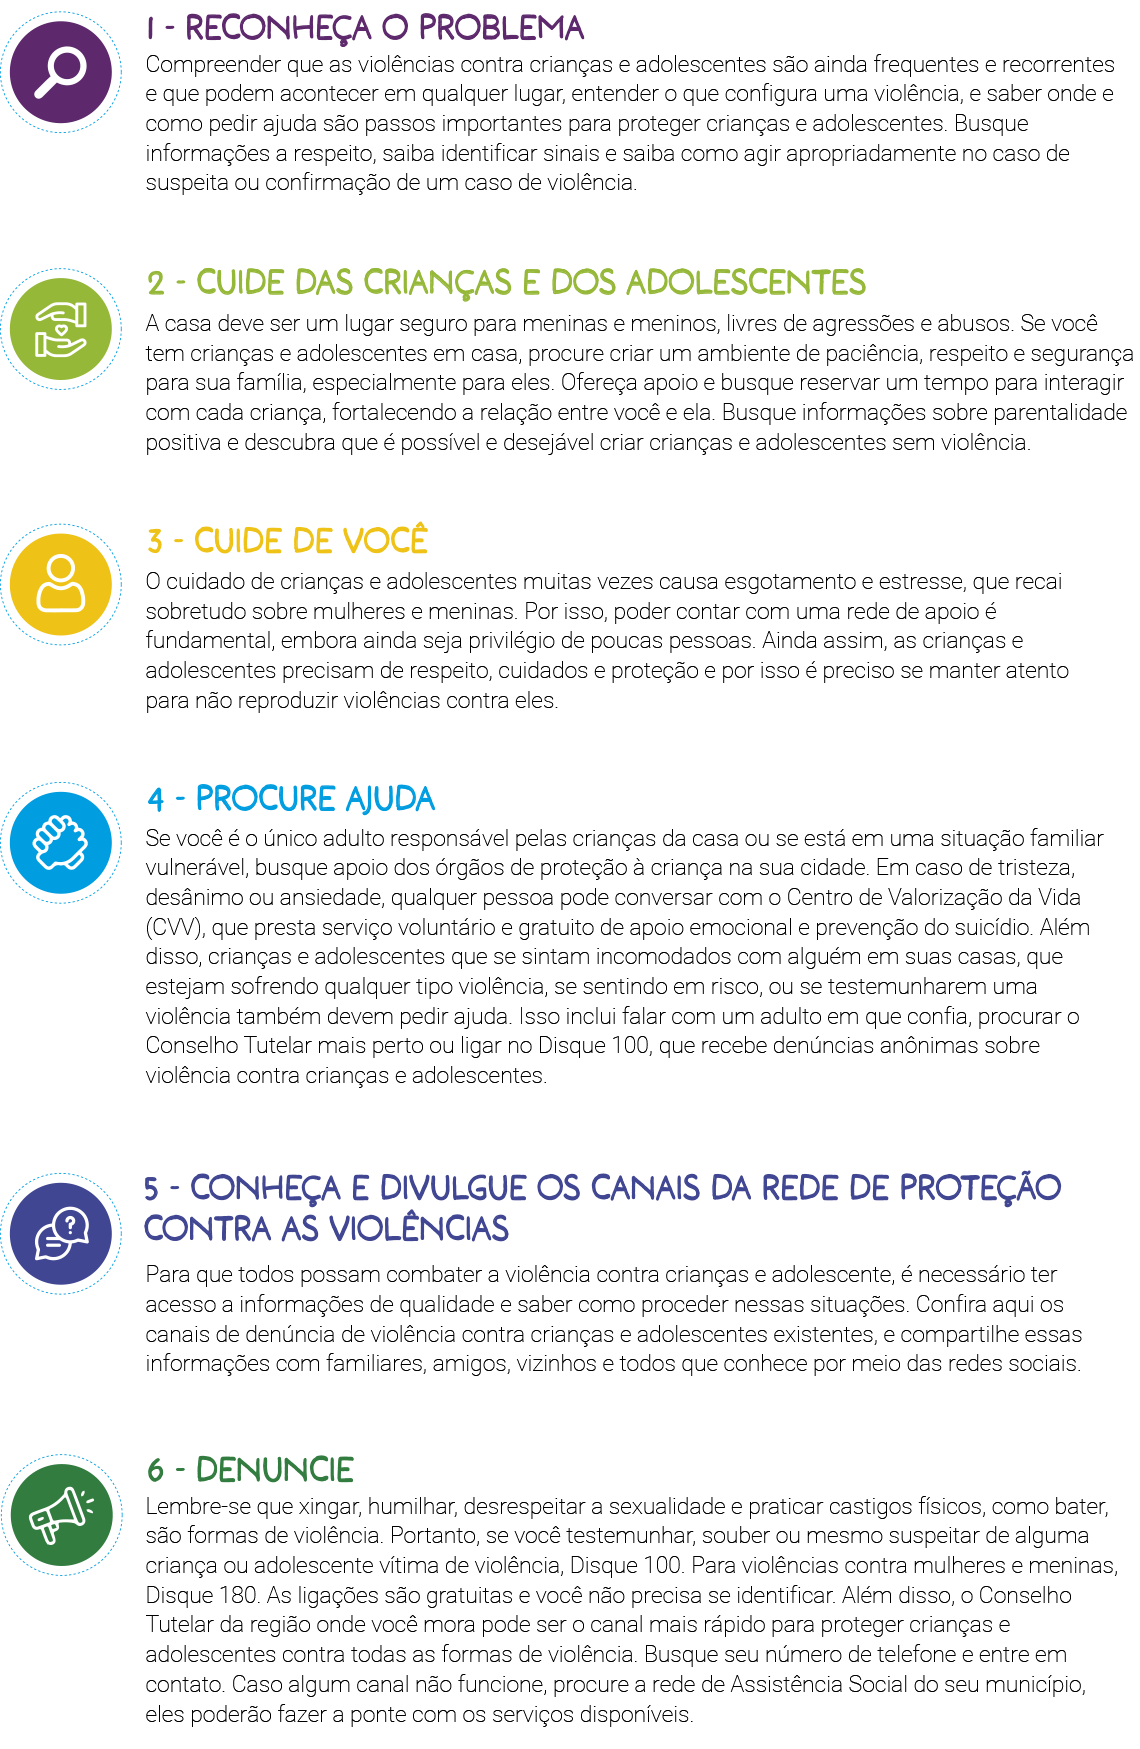 1 - RECONHEÇA O PROBLEMA
Compreender que as violências contra crianças e adolescentes são ainda frequentes e recorrentes
e que podem acontecer em qualquer lugar, entender o que configura uma violência, e saber onde e
como pedir ajuda são passos importantes para proteger crianças e adolescentes. Busque
informações a respeito, saiba identificar sinais e saiba como agir apropriadamente no caso de
suspeita ou confirmação de um caso de violência.
2 - CUIDE DAS CRIANÇAS E DOS ADOLESCENTES
A casa deve ser um lugar seguro para meninas e meninos, livres de agressões e abusos. Se você
tem crianças e adolescentes em casa, procure criar um ambiente de paciência, respeito e segurança
para sua família, especialmente para eles. Ofereça apoio e busque reservar um tempo para interagir
com cada criança, fortalecendo a relação entre você e ela. Busque informações sobre parentalidade
positiva e descubra que é possível e desejável criar crianças e adolescentes sem violência.
3 - CUIDE DE VOCÊ
O cuidado de crianças e adolescentes muitas vezes causa esgotamento e estresse, que recai
sobretudo sobre mulheres e meninas. Por isso, poder contar com uma rede de apoio é
fundamental, embora ainda seja privilégio de poucas pessoas. Ainda assim, as crianças e
adolescentes precisam de respeito, cuidados e proteção e por isso é preciso se manter atento
para não reproduzir violências contra eles.
4 - PROCURE AJUDA
Se você é o único adulto responsável pelas crianças da casa ou se está em uma situação familiar
vulnerável, busque apoio dos órgãos de proteção à criança na sua cidade. Em caso de tristeza,
desânimo ou ansiedade, qualquer pessoa pode conversar com o Centro de Valorização da Vida
(CVV), que presta serviço voluntário e gratuito de apoio emocional e prevenção do suicídio. Além
disso, crianças e adolescentes que se sintam incomodados com alguém em suas casas, que
estejam sofrendo qualquer tipo violência, se sentindo em risco, ou se testemunharem uma
violência também devem pedir ajuda. Isso inclui falar com um adulto em que confia, procurar o
Conselho Tutelar mais perto ou ligar no Disque 100, que recebe denúncias anônimas sobre
violência contra crianças e adolescentes.
5 - CONHEÇA E DIVULGUE OS CANAIS DA REDE DE PROTEÇÃO
CONTRA AS VIOLÊNCIAS
Para que todos possam combater a violência contra crianças e adolescente, é necessário ter
acesso a informações de qualidade e saber como proceder nessas situações. Confira aqui os
canais de denúncia de violência contra crianças e adolescentes existentes, e compartilhe essas
informações com familiares, amigos, vizinhos e todos que conhece por meio das redes sociais.
6 - DENUNCIE
Lembre-se que xingar, humilhar, desrespeitar a sexualidade e praticar castigos físicos, como bater,
são formas de violência. Portanto, se você testemunhar, souber ou mesmo suspeitar de alguma
criança ou adolescente vítima de violência, Disque 100. Para violências contra mulheres e meninas,
Disque 180. As ligações são gratuitas e você não precisa se identificar. Além disso, o Conselho
Tutelar da região onde você mora pode ser o canal mais rápido para proteger crianças e
adolescentes contra todas as formas de violência. Busque seu número de telefone e entre em
contato. Caso algum canal não funcione, procure a rede de Assistência Social do seu município,
eles poderão fazer a ponte com os serviços disponíveis.